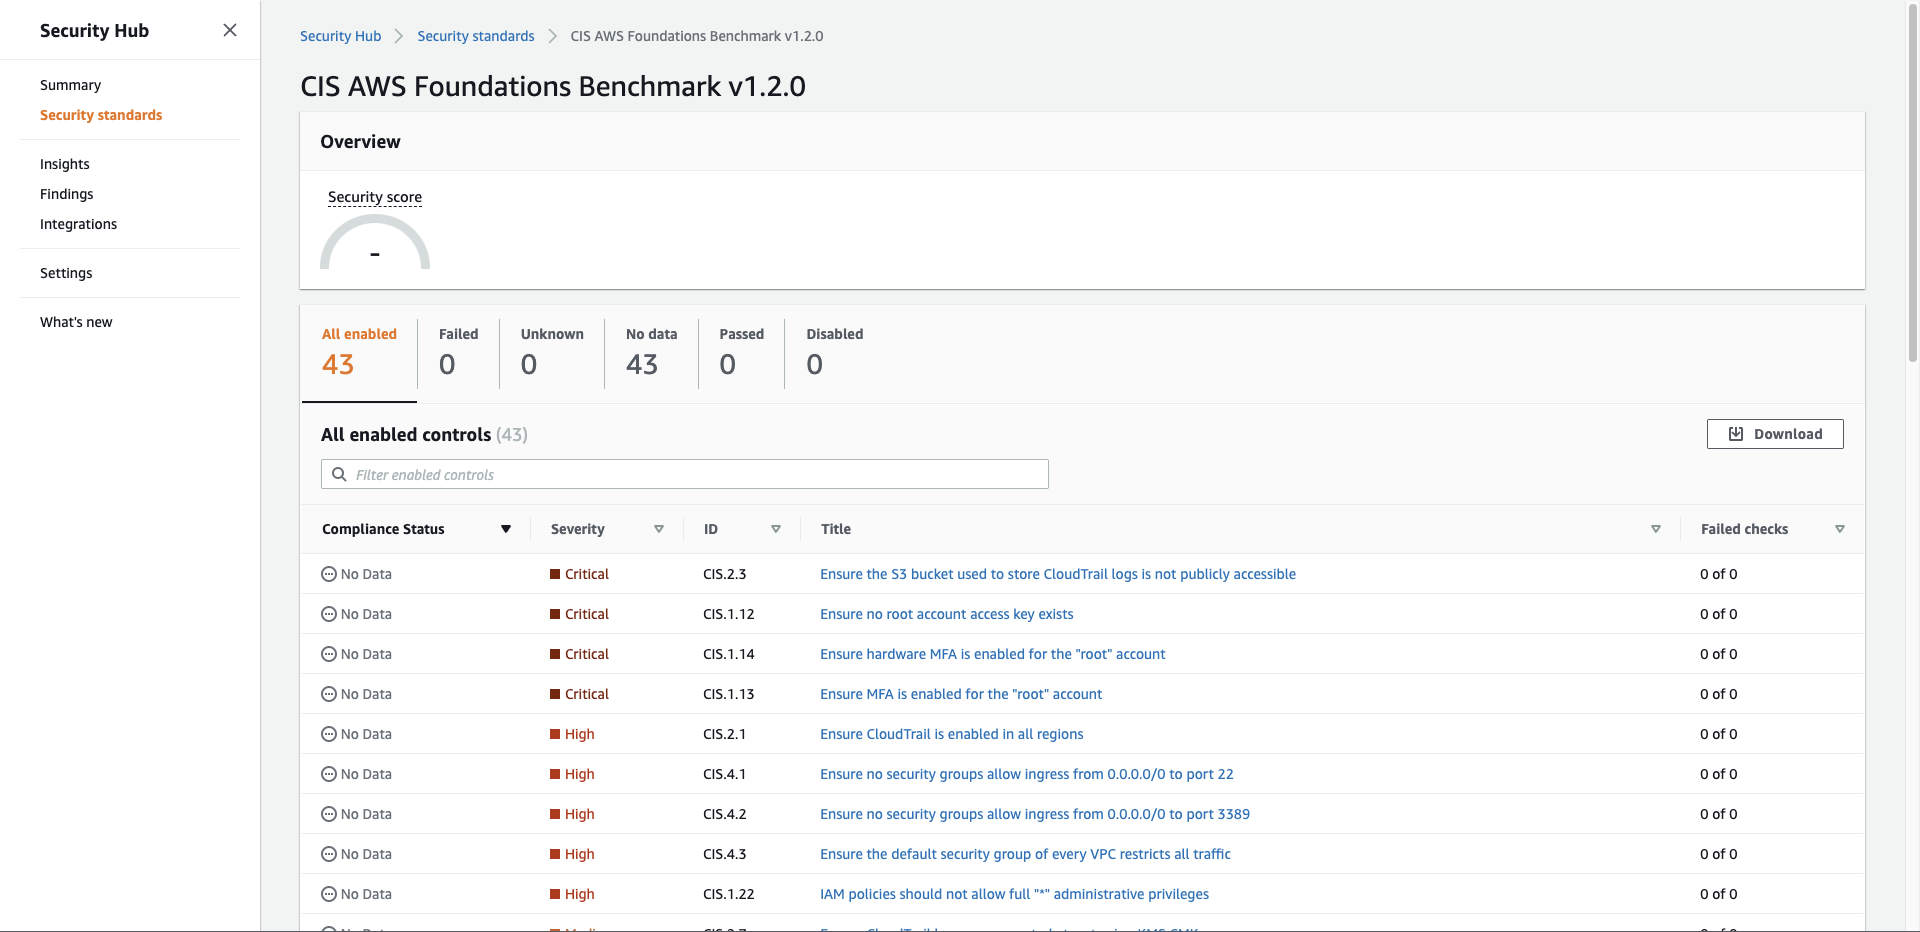 Security Hub
Summary
Security standards
Insights
Findings
Integrations
Settings
What's new
Security Hub
Security standards
CIS AWS Foundations Benchmark v1.2.0
CIS AWS Foundations Benchmark v1.2.0
Overview
Security score
-
All enabled
43
Failed
0
Unknown
0
No data
43
Passed
0
Disabled
0
All enabled controls (43)
Download
Filter enabled controls
Compliance Status Severity ID Title Failed checks
No Data Critical CIS.2.3 Ensure the S3 bucket used to store CloudTrail logs is not publicly accessible 0 of 0
No Data Critical CIS.1.12 Ensure no root account access key exists 0 of 0
No Data Critical CIS.1.14 Ensure hardware MFA is enabled for the "root" account 0 of 0
No Data Critical CIS.1.13 Ensure MFA is enabled for the "root" account 0 of 0
No Data High CIS.2.1 Ensure CloudTrail is enabled in all regions 0 of 0
No Data High CIS.4.1 Ensure no security groups allow ingress from 0.0.0.0/0 to port 22 0 of 0
No Data High CIS.4.2 Ensure no security groups allow ingress from 0.0.0.0/0 to port 3389 0 of 0
No Data High CIS.4.3 Ensure the default security group of every VPC restricts all traffic 0 of 0
No Data High CIS.1.22 IAM policies should not allow full "*" administrative privileges 0 of 0